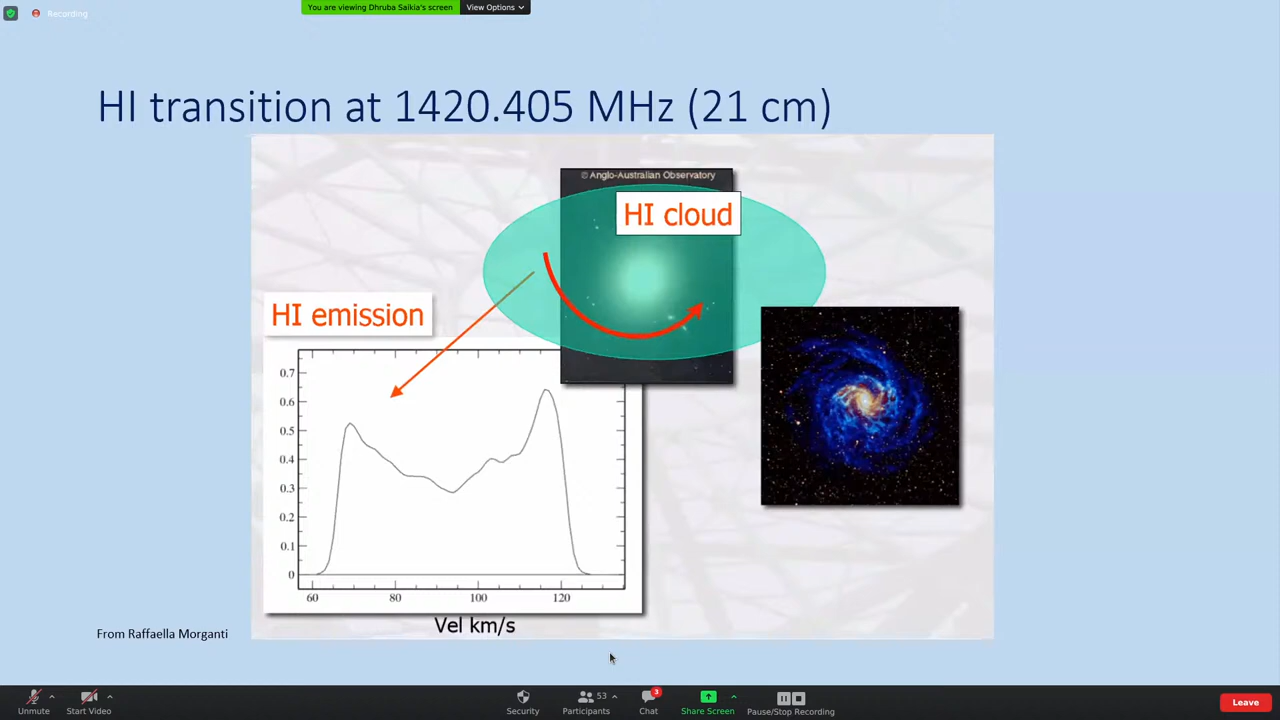 Recording
You are viewing Dhruba Saikia's screen
View Options
HI transition at 1420.405 MHz (21 cm)
© Anglo-Australian Observatory
HI cloud
HI emission
0.7
0.6
0.5
0.4
0.3
0.2
0.1
0
60 80 100 120
Vel km/s
From Raffaella Morganti
Unmute
Start Video
Security
53
Participants
3
Chat
Share Screen
Pause/Stop Recording
Leave